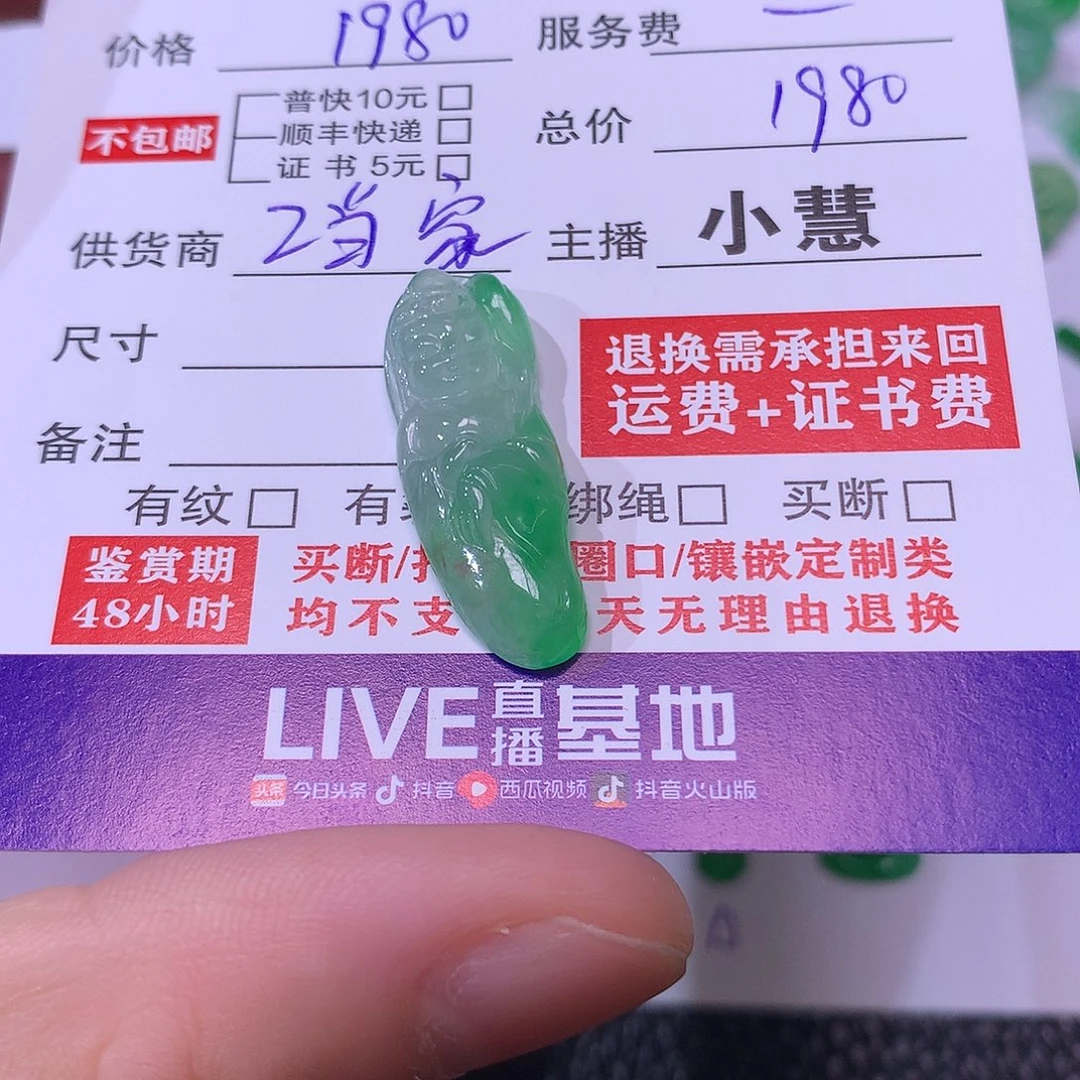 价格 1980 服务费 —
不包邮 普快10元 □ 总价 1980
顺丰快递 □
证书 5元 □
供货商 2当家 主播 小慧
尺寸
退换需承担来回
运费+证书费
备注
有纹 □ 有 绑绳 □ 买断 □
鉴赏期
48小时
买断/ 圈口/镶嵌定制类
均不支 天无理由退换
LIVE直播基地
头条 今日头条 抖音 西瓜视频 抖音火山版